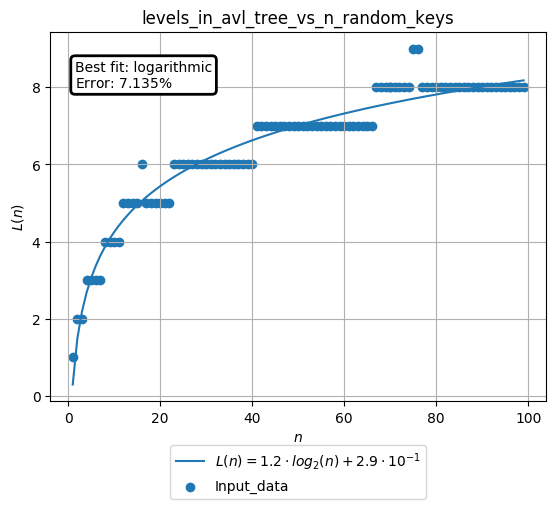 levels_in_avl_tree_vs_n_random_keys
Best fit: logarithmic
Error: 7.135%
8
6
4
2
0
L(n)
0 20 40 60 80 100
n
L(n) = 1.2 · log₂(n) + 2.9 · 10⁻¹
Input_data